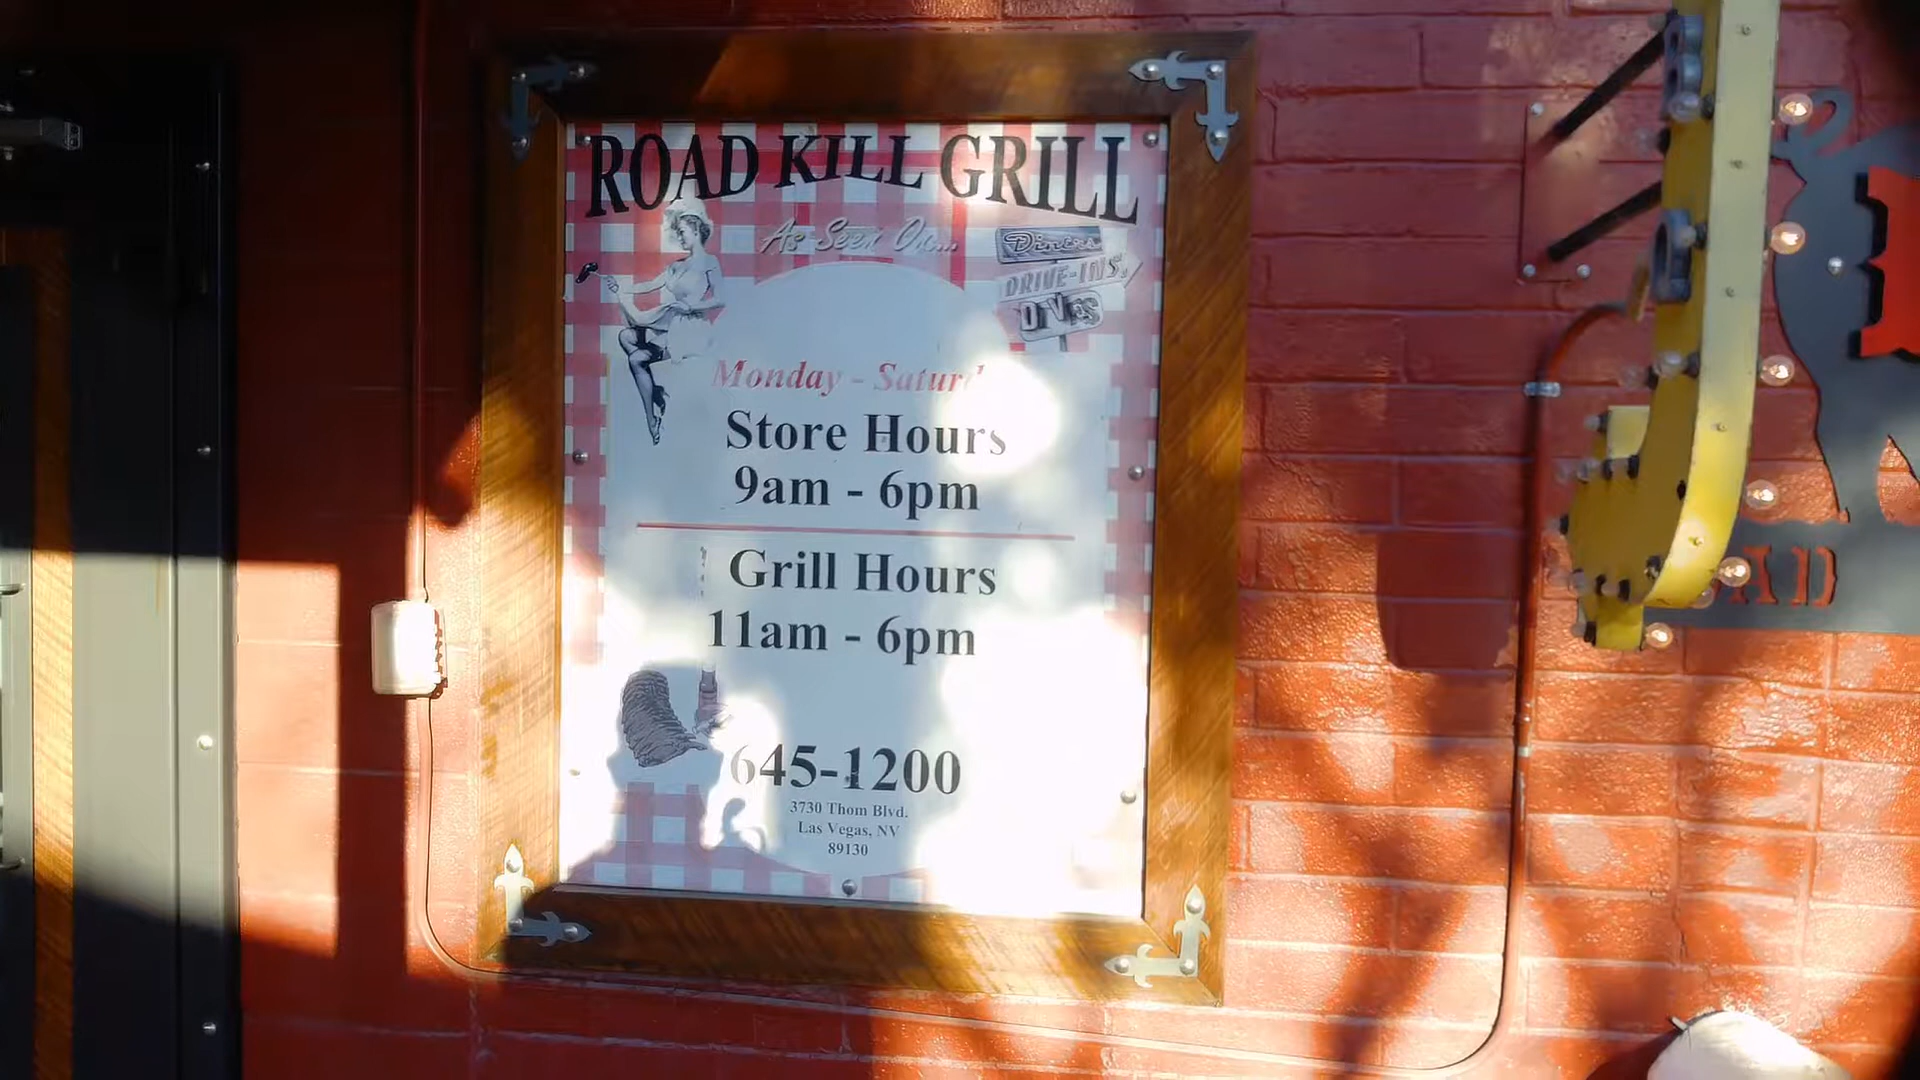 ROAD KILL GRILL
As Seen On...
Diners
DRIVE-INS
DIVES
Monday - Saturd
Store Hours
9am - 6pm
Grill Hours
11am - 6pm
645-1200
3730 Thom Blvd.
Las Vegas, NV
89130